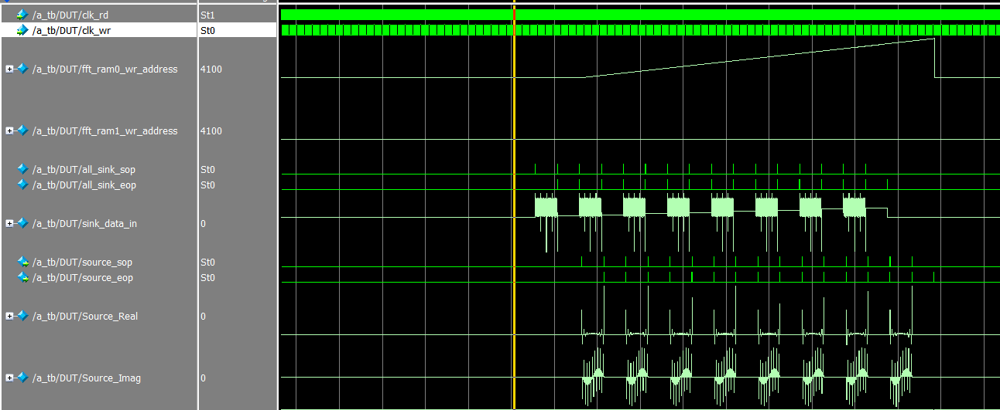 /a_tb/DUT/clk_rd St1
/a_tb/DUT/clk_wr St0
/a_tb/DUT/fft_ram0_wr_address 4100
/a_tb/DUT/fft_ram1_wr_address 4100
/a_tb/DUT/all_sink_sop St0
/a_tb/DUT/all_sink_eop St0
/a_tb/DUT/sink_data_in 0
/a_tb/DUT/source_sop St0
/a_tb/DUT/source_eop St0
/a_tb/DUT/Source_Real 0
/a_tb/DUT/Source_Imag 0